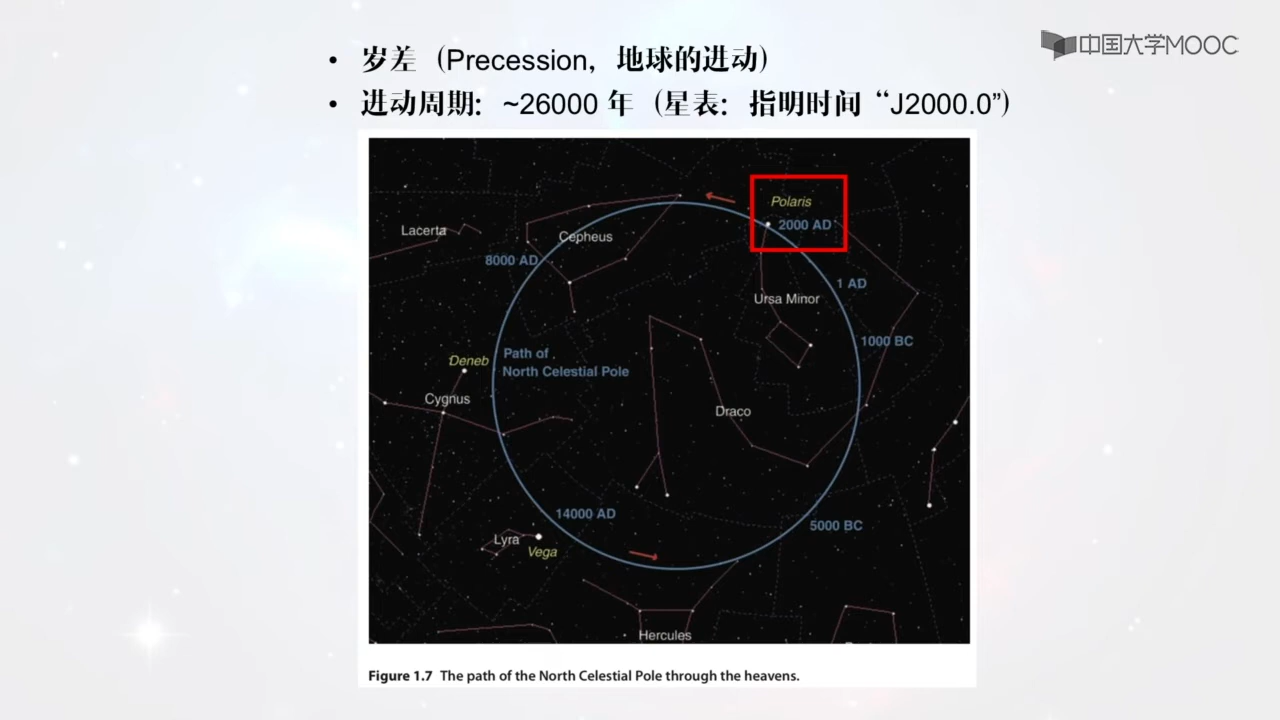 中国大学MOOC
• 岁差（Precession，地球的进动）
• 进动周期：~26000 年（星表：指明时间“J2000.0”）
Polaris
2000 AD
Lacerta
Cepheus
8000 AD
1 AD
Ursa Minor
1000 BC
Path of
North Celestial Pole
Deneb
Cygnus
Draco
14000 AD
5000 BC
Lyra
Vega
Hercules
Figure 1.7 The path of the North Celestial Pole through the heavens.